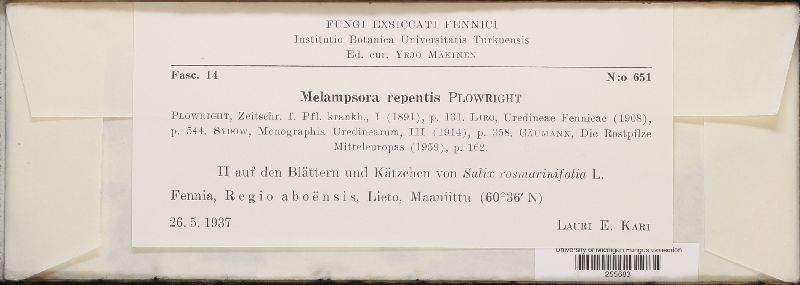 FUNGI EXSICCATI FENNICI
Institutio Botanica Universitatis Turkuensis
Ed. cur. YRJÖ MÄKINEN
Fasc. 14 N:o 651
Melampsora repentis PLOWRIGHT
PLOWRIGHT, Zeitschr. f. Pfl. krankh., 1 (1891), p. 131. LIRO, Uredineae Fennicae (1908),
p. 544. SYDOW, Monographia Uredinearum, III (1914), p. 358. GÄUMANN, Die Rostpilze
Mitteleuropas (1959), p. 162.
II auf den Blättern und Kätzchen von Salix rosmarinifolia L.
Fennia, Regio aboënsis, Lieto, Maaniittu (60°36′ N)
26. 5. 1937 LAURI E. KARI
University of Michigan Fungus Collection
255683